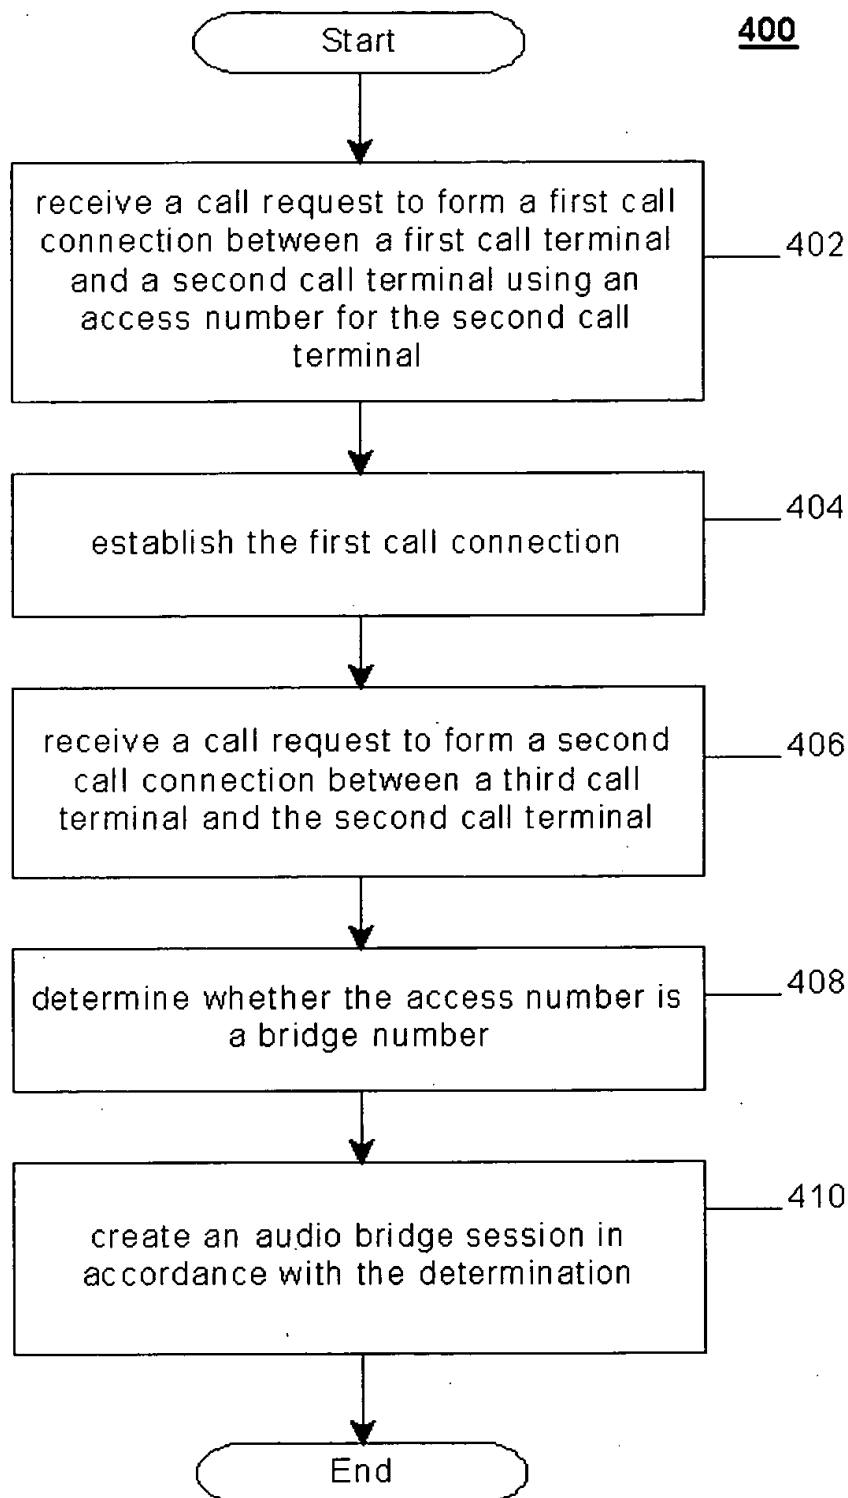 Start
400
receive a call request to form a first call
connection between a first call terminal
and a second call terminal using an
access number for the second call
terminal
402
establish the first call connection
404
receive a call request to form a second
call connection between a third call
terminal and the second call terminal
406
determine whether the access number is
a bridge number
408
create an audio bridge session in
accordance with the determination
410
End